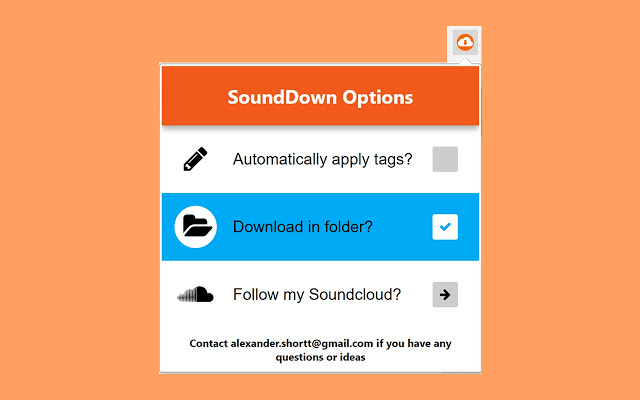 SoundDown Options
Automatically apply tags?
Download in folder?
Follow my Soundcloud?
Contact alexander.shortt@gmail.com if you have any
questions or ideas